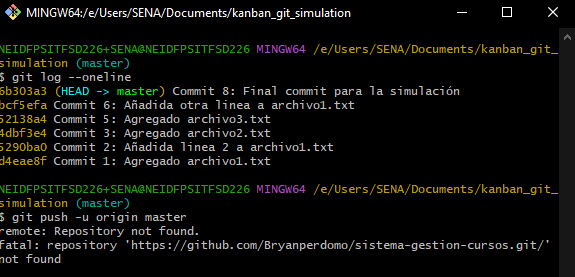 MINGW64:/e/Users/SENA/Documents/kanban_git_simulation
NEIDFPSITFSD226+SENA@NEIDFPSITFSD226 MINGW64 /e/Users/SENA/Documents/kanban_git_
simulation (master)
$ git log --oneline
6b303a3 (HEAD -> master) Commit 8: Final commit para la simulación
bcf5efa Commit 6: Añadida otra linea a archivo1.txt
52138a4 Commit 5: Agregado archivo3.txt
4dbf3e4 Commit 3: Agregado archivo2.txt
5290ba0 Commit 2: Añadida linea 2 a archivo1.txt
d4eae8f Commit 1: Agregado archivo1.txt
NEIDFPSITFSD226+SENA@NEIDFPSITFSD226 MINGW64 /e/Users/SENA/Documents/kanban_git_
simulation (master)
$ git push -u origin master
remote: Repository not found.
fatal: repository 'https://github.com/Bryanperdomo/sistema-gestion-cursos.git/'
not found